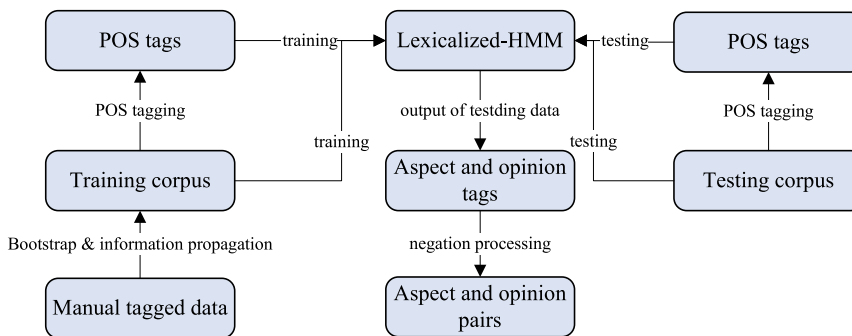 POS tags
training
Lexicalized-HMM
testing
POS tags
POS tagging
output of testding data
POS tagging
training
testing
Training corpus
Aspect and opinion
tags
Testing corpus
Bootstrap & information propagation
negation processing
Manual tagged data
Aspect and opinion
pairs